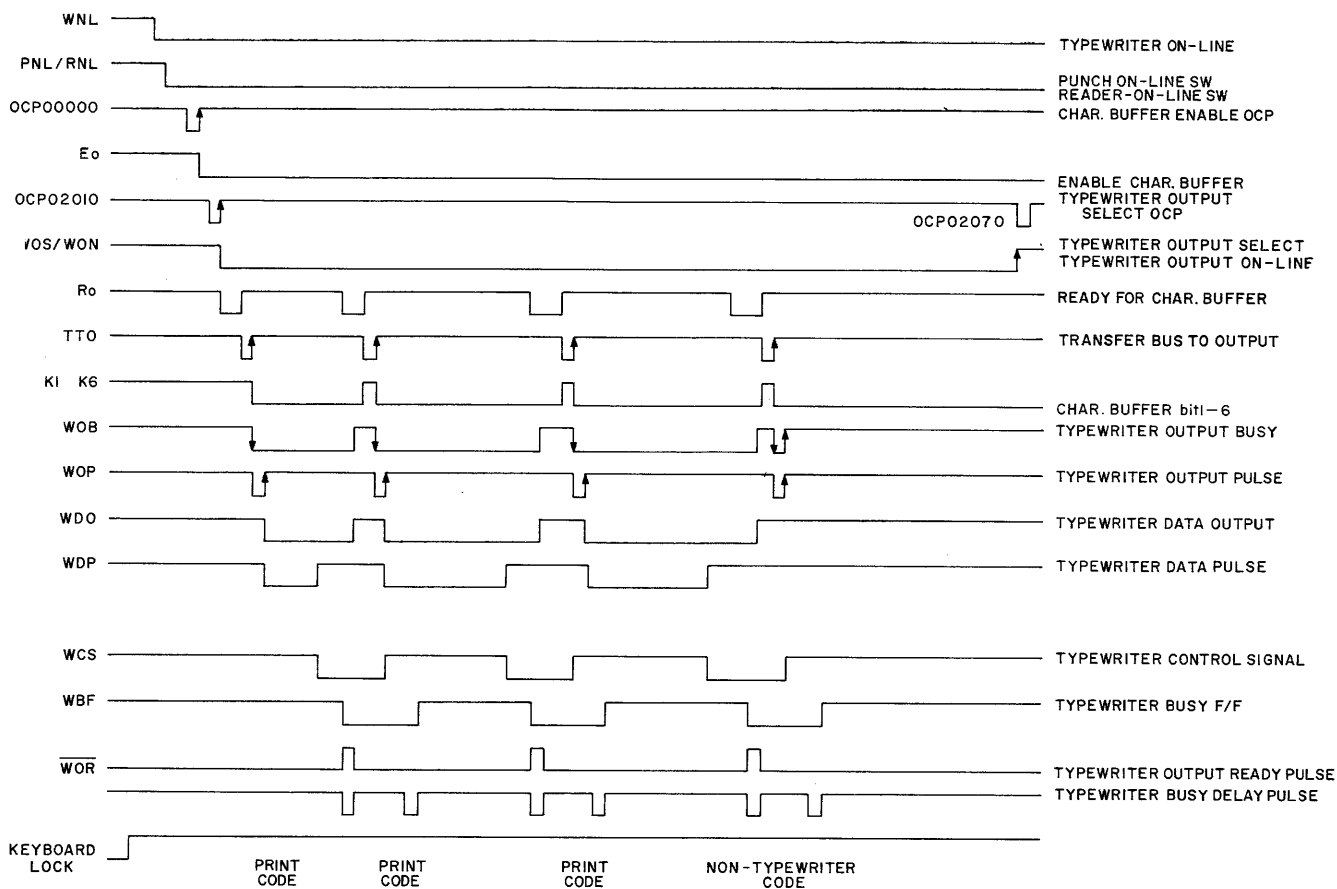 WNL
TYPEWRITER ON-LINE
PNL/RNL
PUNCH ON-LINE SW
READER-ON-LINE SW
OCP00000
CHAR. BUFFER ENABLE OCP
Eo
ENABLE CHAR. BUFFER
OCP02010
OCP02070
TYPEWRITER OUTPUT
SELECT OCP
VOS/WON
TYPEWRITER OUTPUT SELECT
TYPEWRITER OUTPUT ON-LINE
Ro
READY FOR CHAR. BUFFER
TTO
TRANSFER BUS TO OUTPUT
K1 K6
CHAR. BUFFER bit1-6
WOB
TYPEWRITER OUTPUT BUSY
WOP
TYPEWRITER OUTPUT PULSE
WDO
TYPEWRITER DATA OUTPUT
WDP
TYPEWRITER DATA PULSE
WCS
TYPEWRITER CONTROL SIGNAL
WBF
TYPEWRITER BUSY F/F
WOR
TYPEWRITER OUTPUT READY PULSE
TYPEWRITER BUSY DELAY PULSE
KEYBOARD
LOCK
PRINT
CODE
PRINT
CODE
PRINT
CODE
NON-TYPEWRITER
CODE